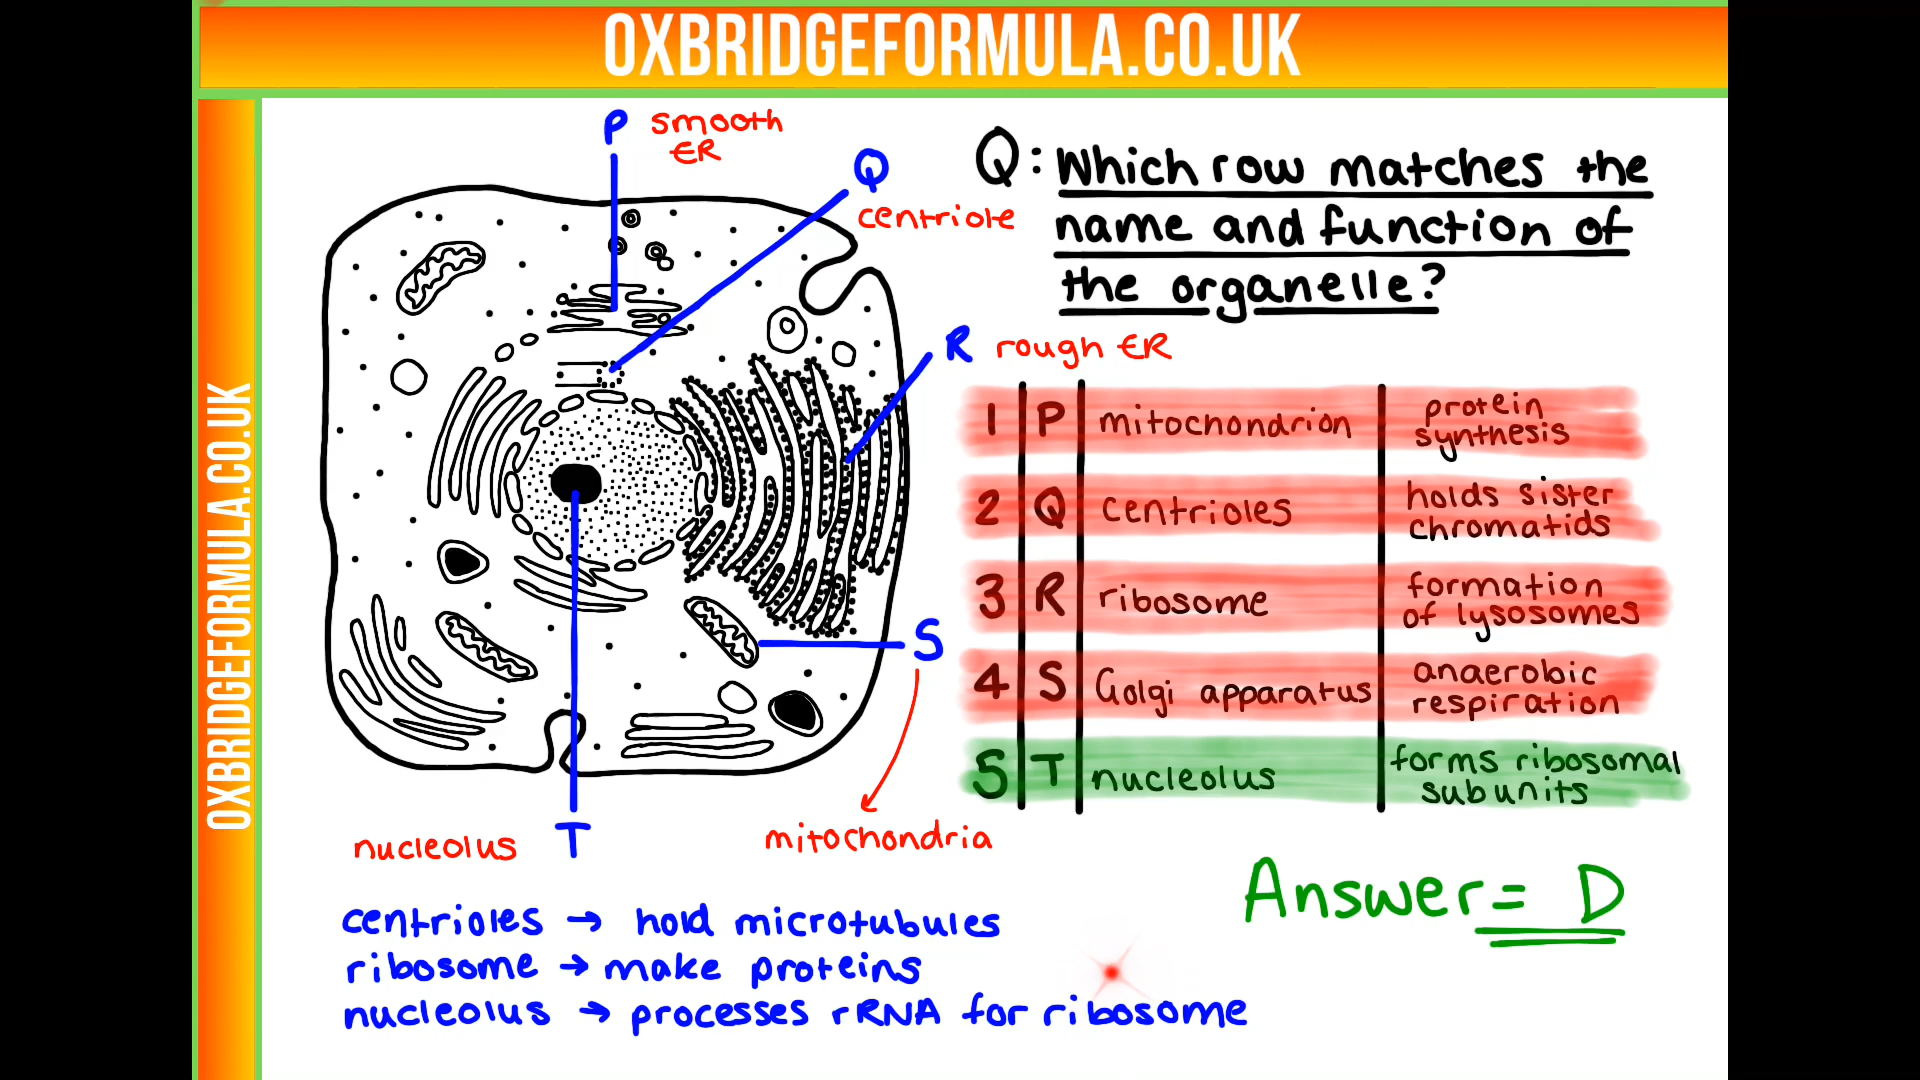 OXBRIDGEFORMULA.CO.UK
OXBRIDGEFORMULA.CO.UK
P smooth
ER
Q
centriole
R rough ER
S
mitochondria
T
nucleolus
Q: Which row matches the
name and function of
the organelle?
1 P mitochondrion protein
synthesis
2 Q centrioles holds sister
chromatids
3 R ribosome formation
of lysosomes
4 S Golgi apparatus anaerobic
respiration
5 T nucleolus forms ribosomal
subunits
Answer = D
centrioles → hold microtubules
ribosome → make proteins
nucleolus → processes rRNA for ribosome